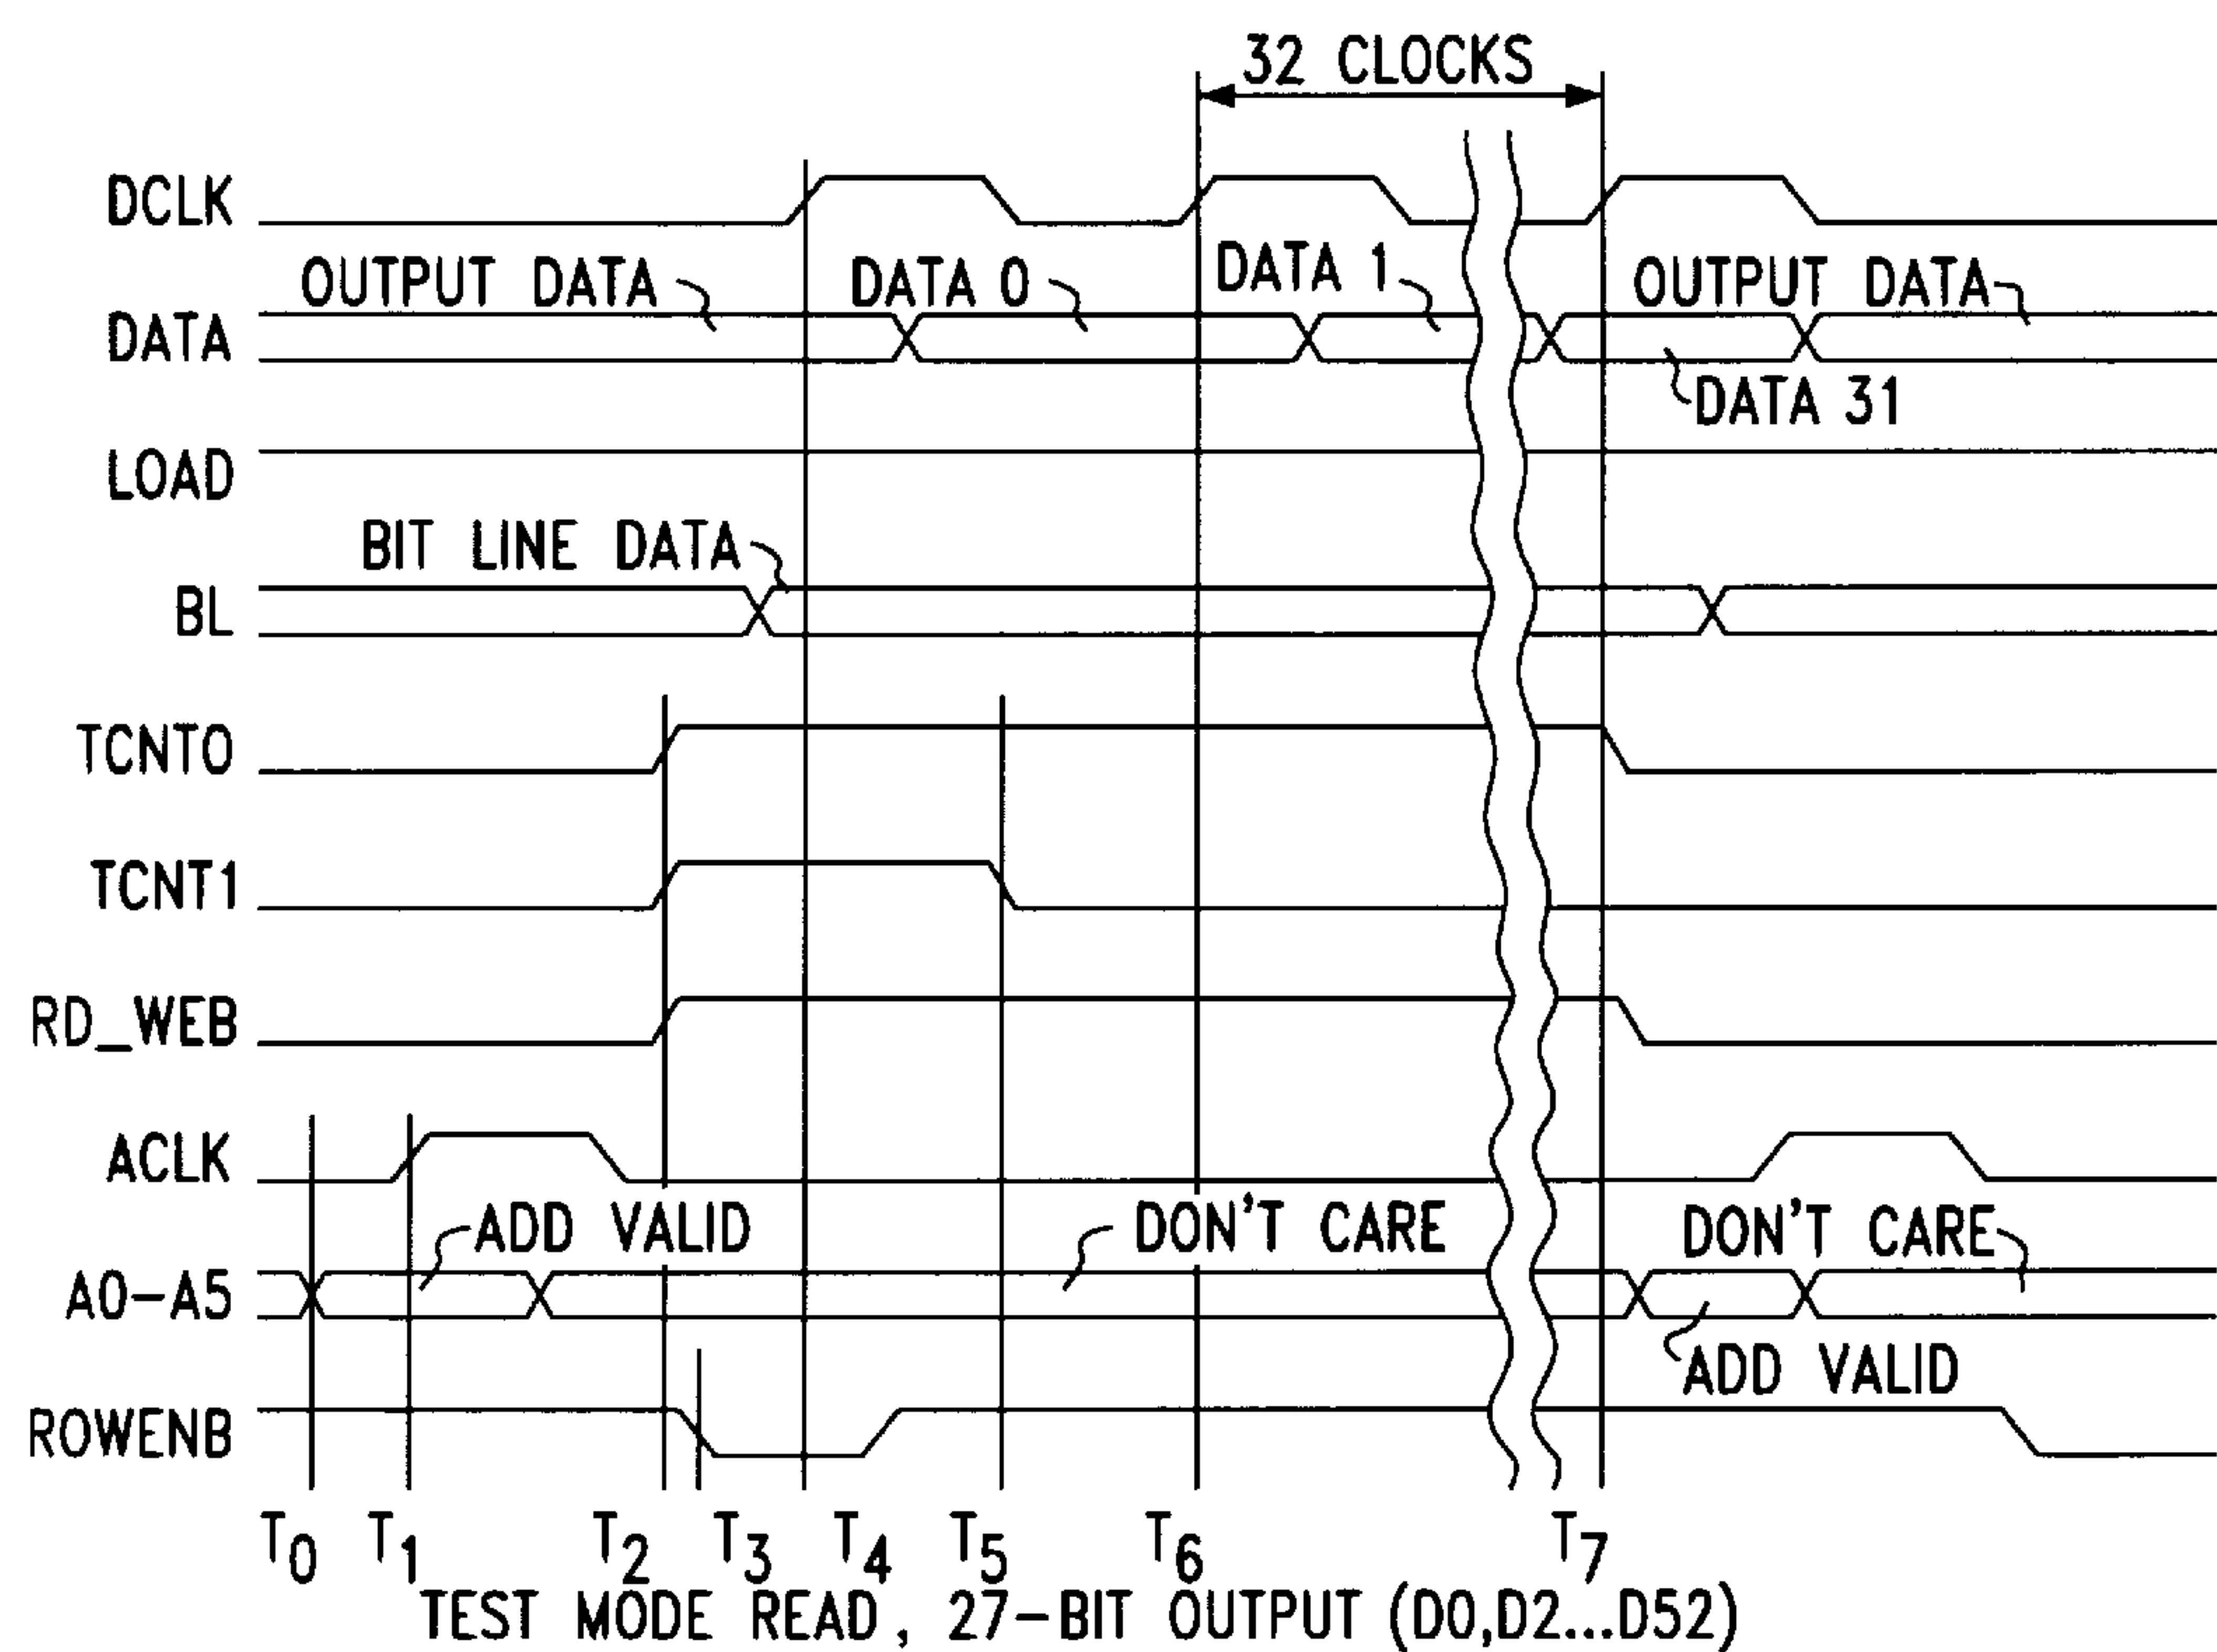 32 CLOCKS
DCLK
OUTPUT DATA
DATA 0
DATA 1
OUTPUT DATA
DATA
DATA 31
LOAD
BIT LINE DATA
BL
TCNT0
TCNT1
RD_WEB
ACLK
ADD VALID
DON'T CARE
DON'T CARE
A0-A5
ADD VALID
ROWENB
T0 T1 T2 T3 T4 T5 T6 T7
TEST MODE READ, 27-BIT OUTPUT (D0,D2...D52)